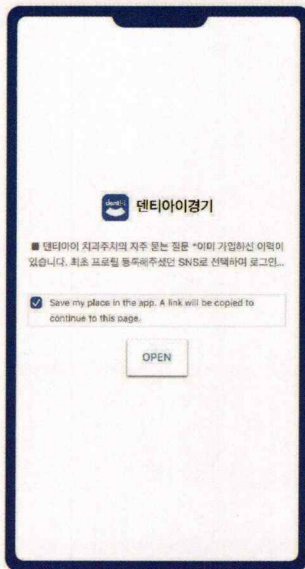 덴티아이경기
■ 덴티아이 치과주치의 자주 묻는 질문 *이미 가입하신 이력이
있습니다. 최초 프로필 등록해주셨던 SNS로 선택하여 로그인...
Save my place in the app. A link will be copied to
continue to this page.
OPEN